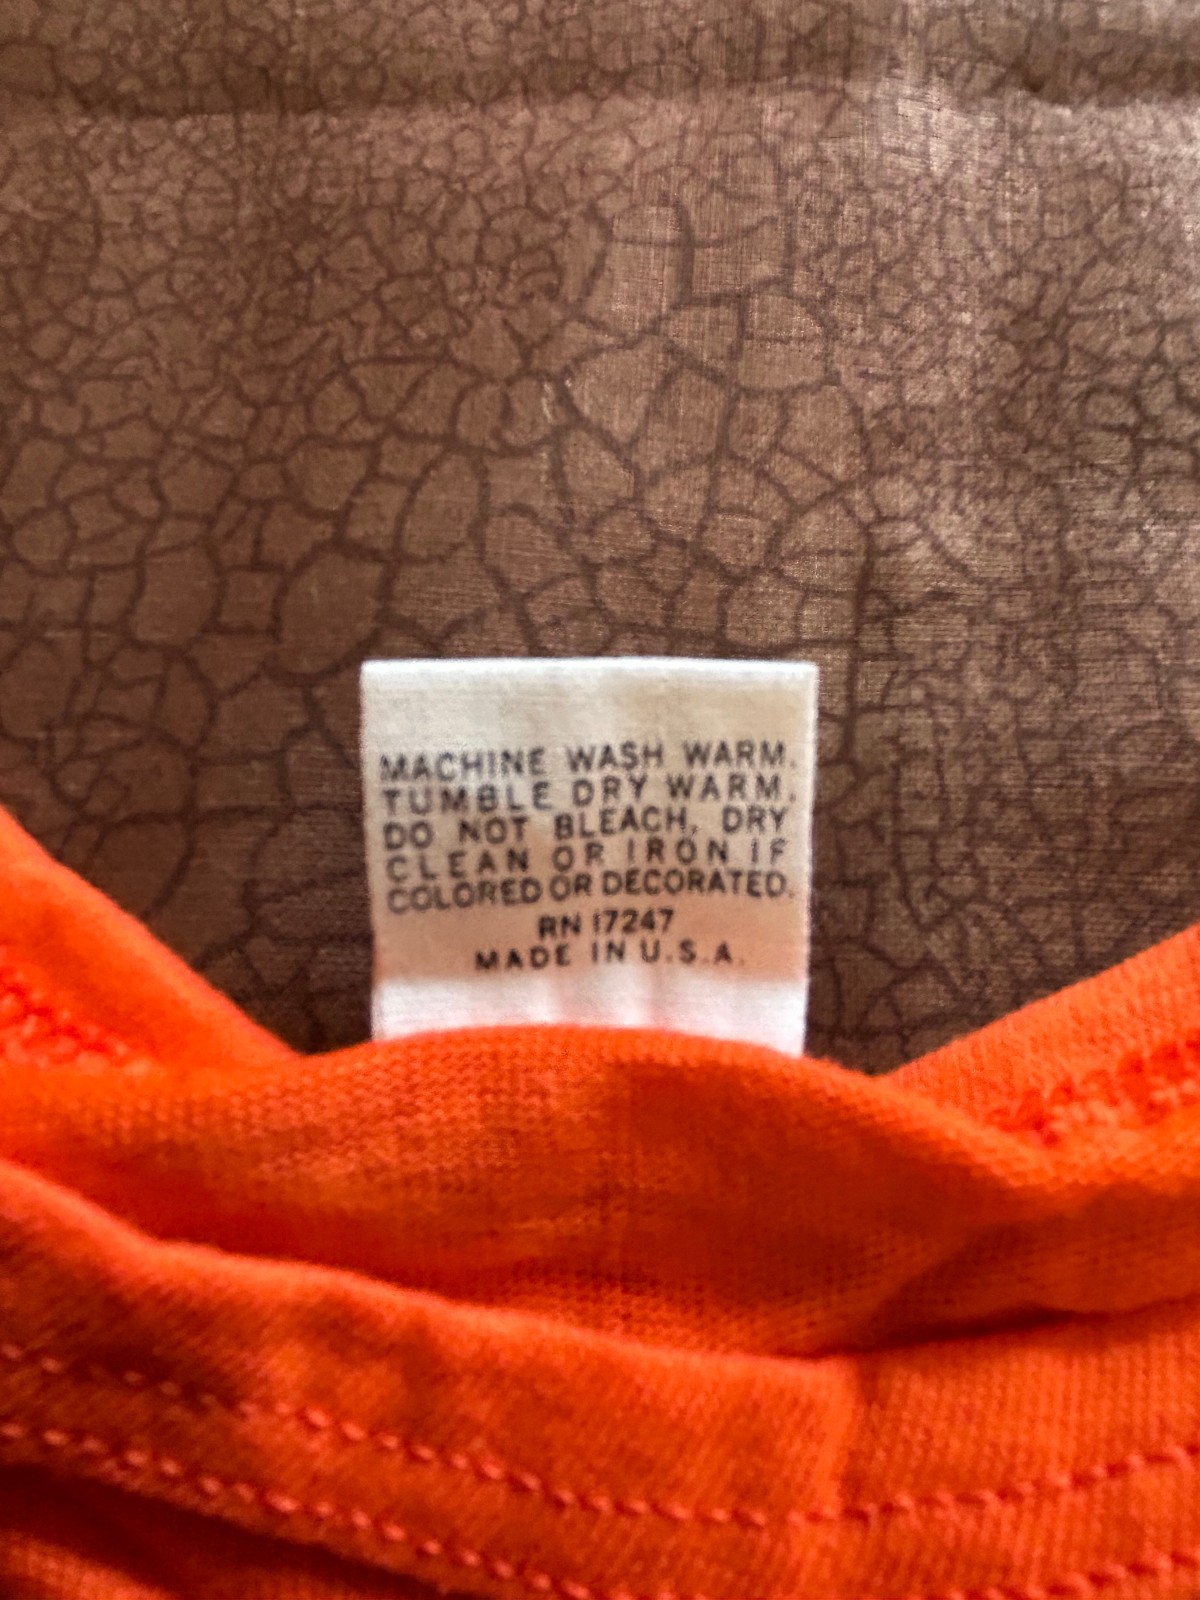 MACHINE WASH WARM.
TUMBLE DRY WARM.
DO NOT BLEACH, DRY
CLEAN OR IRON IF
COLORED OR DECORATED.
RN 17247
MADE IN U.S.A.